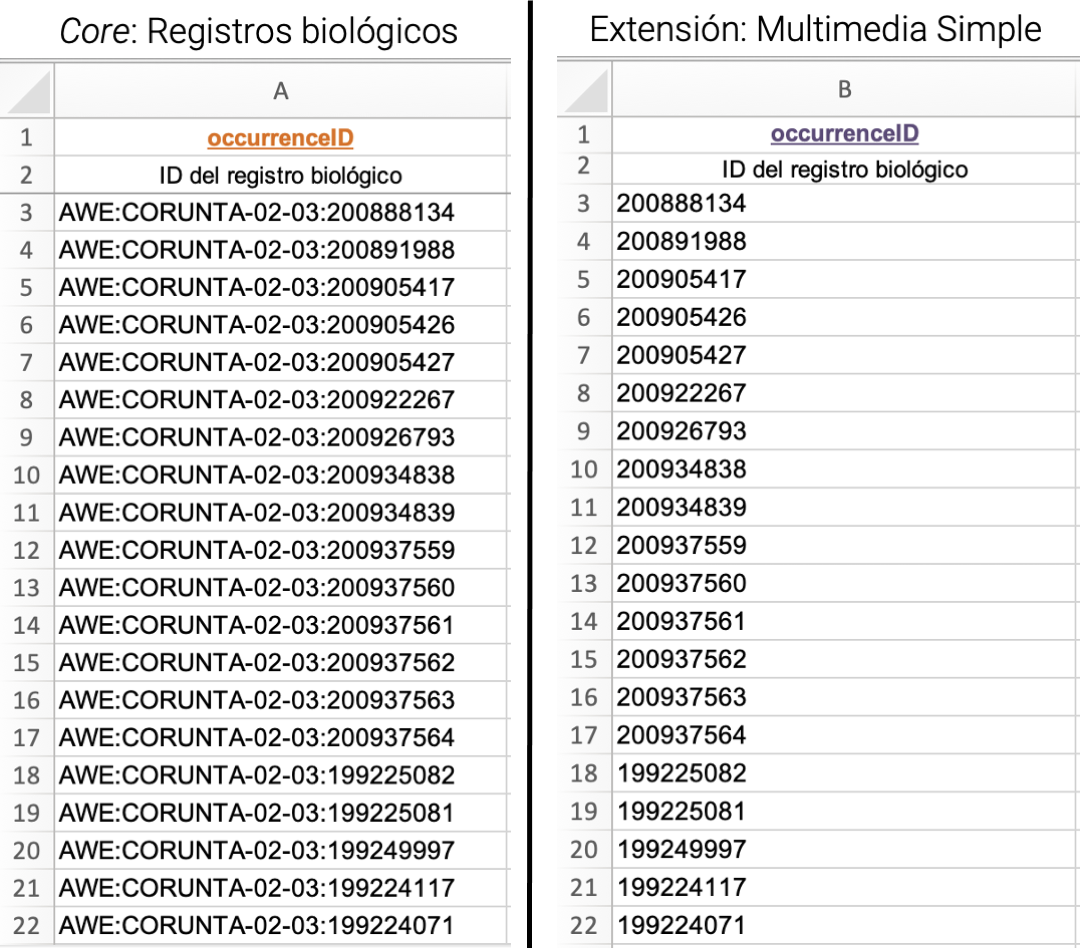 Core: Registros biológicos
A
1 occurrenceID
2 ID del registro biológico
3 AWE:CORUNTA-02-03:200888134
4 AWE:CORUNTA-02-03:200891988
5 AWE:CORUNTA-02-03:200905417
6 AWE:CORUNTA-02-03:200905426
7 AWE:CORUNTA-02-03:200905427
8 AWE:CORUNTA-02-03:200922267
9 AWE:CORUNTA-02-03:200926793
10 AWE:CORUNTA-02-03:200934838
11 AWE:CORUNTA-02-03:200934839
12 AWE:CORUNTA-02-03:200937559
13 AWE:CORUNTA-02-03:200937560
14 AWE:CORUNTA-02-03:200937561
15 AWE:CORUNTA-02-03:200937562
16 AWE:CORUNTA-02-03:200937563
17 AWE:CORUNTA-02-03:200937564
18 AWE:CORUNTA-02-03:199225082
19 AWE:CORUNTA-02-03:199225081
20 AWE:CORUNTA-02-03:199249997
21 AWE:CORUNTA-02-03:199224117
22 AWE:CORUNTA-02-03:199224071
Extensión: Multimedia Simple
B
1 occurrenceID
2 ID del registro biológico
3 200888134
4 200891988
5 200905417
6 200905426
7 200905427
8 200922267
9 200926793
10 200934838
11 200934839
12 200937559
13 200937560
14 200937561
15 200937562
16 200937563
17 200937564
18 199225082
19 199225081
20 199249997
21 199224117
22 199224071